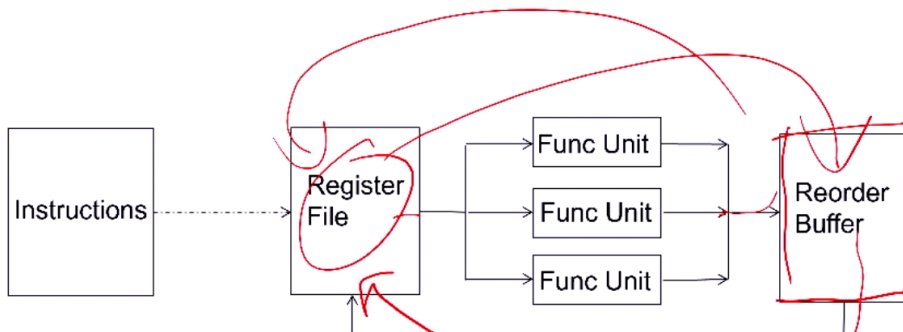 Func Unit
Instructions
Register
File
Func Unit
Reorder
Buffer
Func Unit